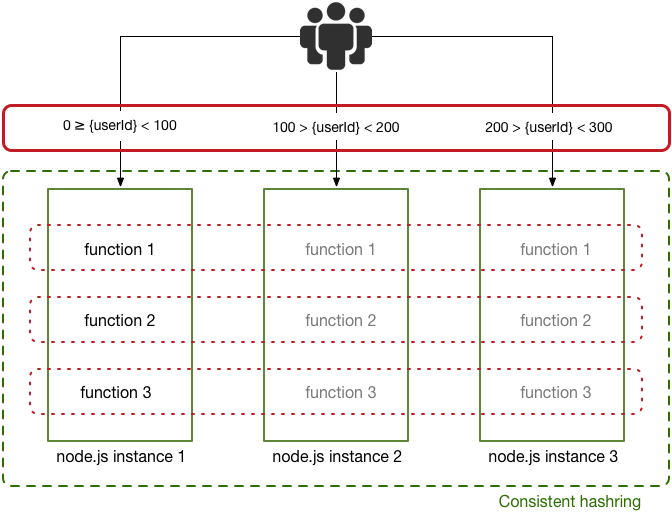 0 ≥ {userId} < 100
100 > {userId} < 200
200 > {userId} < 300
function 1
function 1
function 1
function 2
function 2
function 2
function 3
function 3
function 3
node.js instance 1
node.js instance 2
node.js instance 3
Consistent hashring